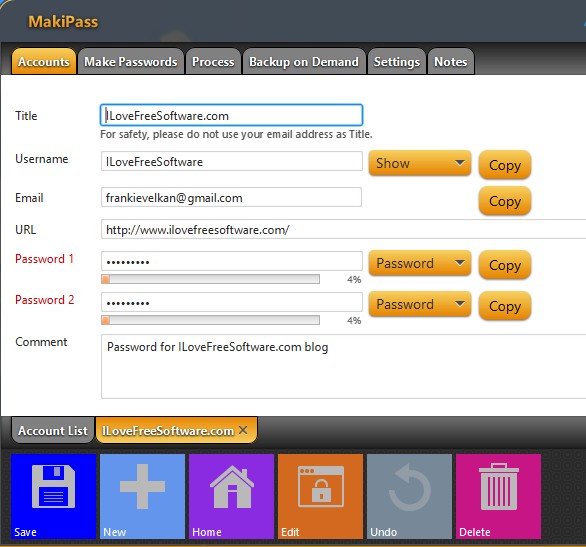 MakiPass
Accounts Make Passwords Process Backup on Demand Settings Notes
Title ILoveFreeSoftware.com
For safety, please do not use your email address as Title.
Username ILoveFreeSoftware Show Copy
Email frankievelkan@gmail.com Copy
URL http://www.ilovefreesoftware.com/
Password 1 ••••••••• Password Copy
4%
Password 2 ••••••••• Password Copy
4%
Comment Password for ILoveFreeSoftware.com blog
Account List ILoveFreeSoftware.com ✕
Save New Home Edit Undo Delete